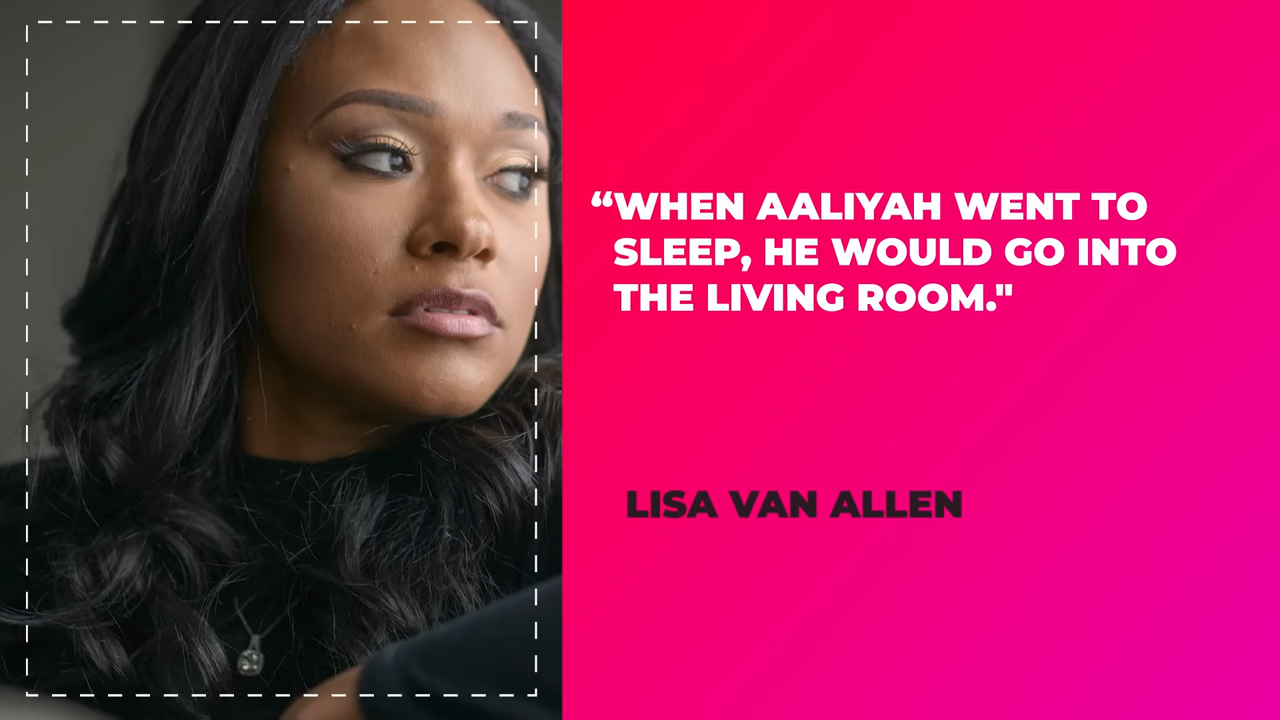 “WHEN AALIYAH WENT TO
SLEEP, HE WOULD GO INTO
THE LIVING ROOM."
LISA VAN ALLEN